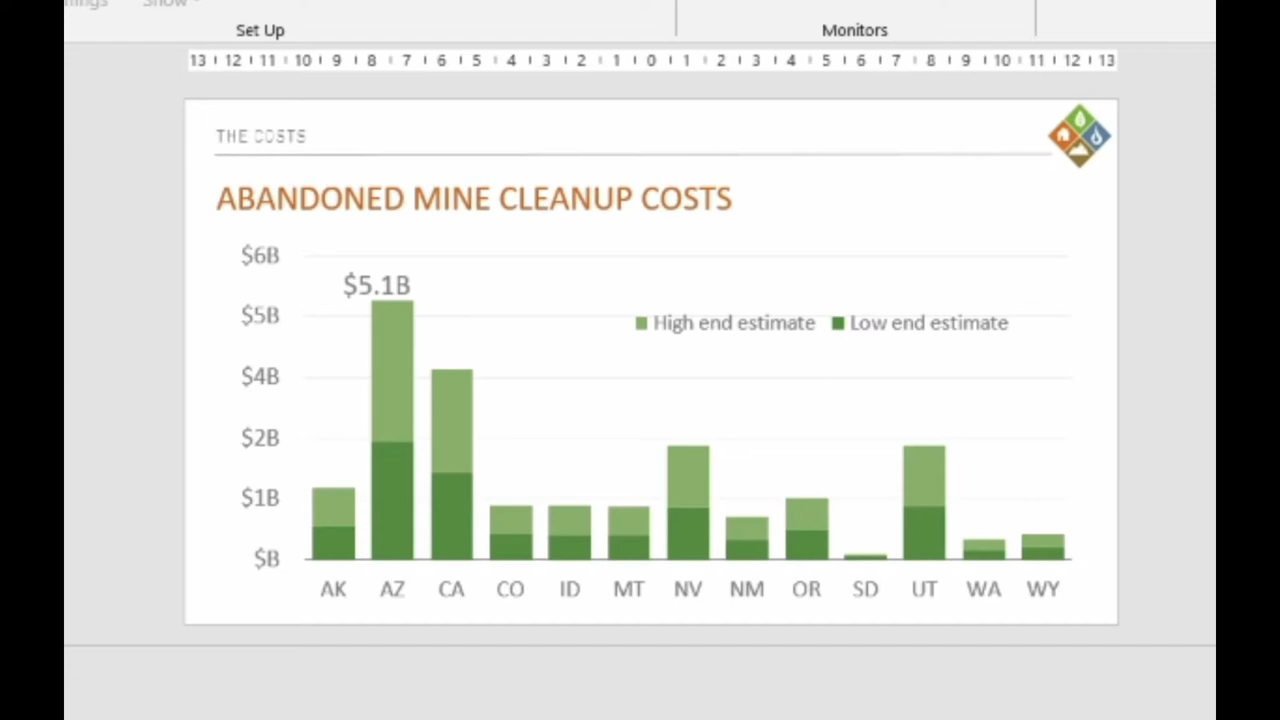 Show
Set Up Monitors
13 12 11 10 9 8 7 6 5 4 3 2 1 0 1 2 3 4 5 6 7 8 9 10 11 12 13
THE COSTS
ABANDONED MINE CLEANUP COSTS
$6B
$5.1B
$5B
High end estimate Low end estimate
$4B
$2B
$1B
$B
AK AZ CA CO ID MT NV NM OR SD UT WA WY